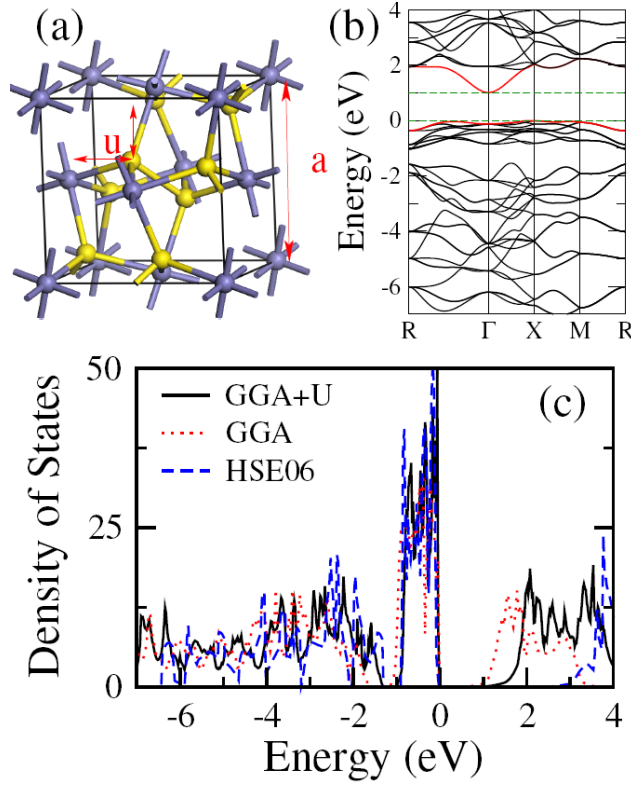 (a)
u
a
(b)
4
2
0
-2
-4
-6
Energy (eV)
R Γ X M R
(c)
50
25
0
GGA+U
GGA
HSE06
Density of States
-6 -4 -2 0 2 4
Energy (eV)